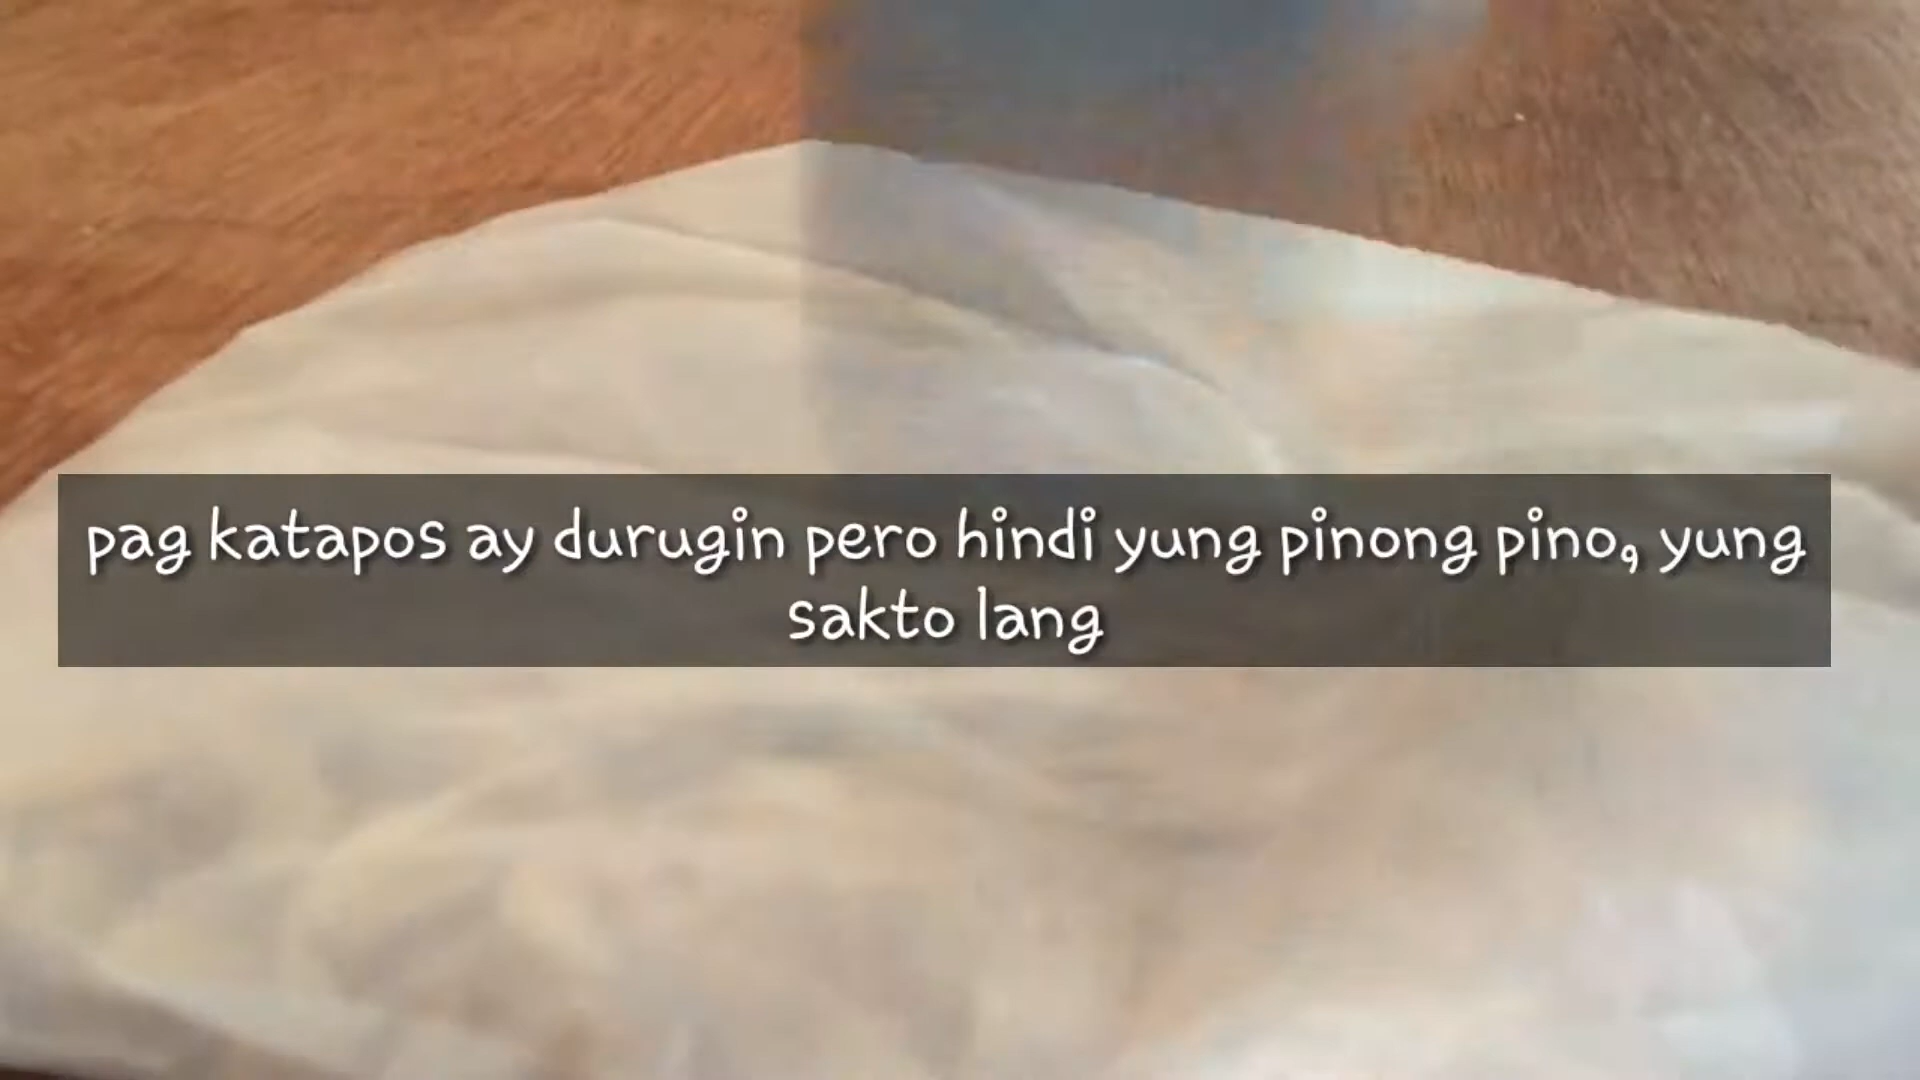 pag katapos ay durugin pero hindi yung pinong pino, yung
sakto lang